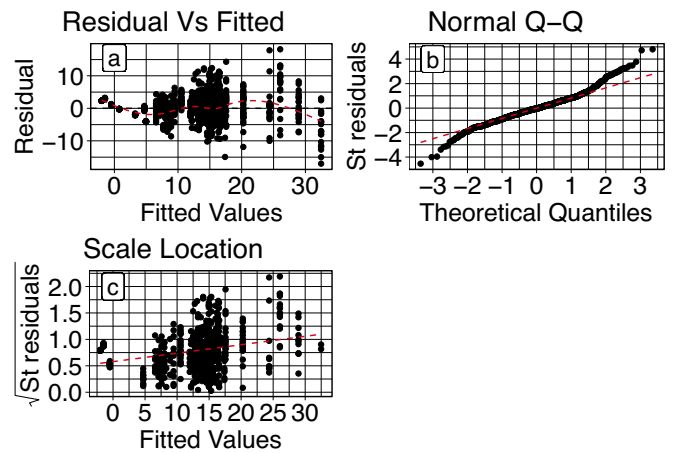 Residual Vs Fitted
a
Residual
10
0
−10
0 10 20 30
Fitted Values
Normal Q−Q
b
St residuals
4
2
0
−2
−4
−3 −2 −1 0 1 2 3
Theoretical Quantiles
Scale Location
c
√St residuals
2.0
1.5
1.0
0.5
0.0
0 5 10 15 20 25 30
Fitted Values